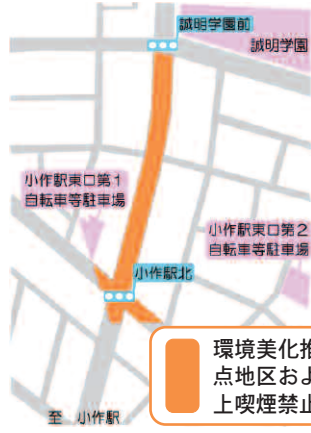 誠明学園前
誠明学園
小作駅東口第1
自転車等駐車場
小作駅東口第2
自転車等駐車場
小作駅北
環境美化推
点地区およ
上喫煙禁止
至 小作駅